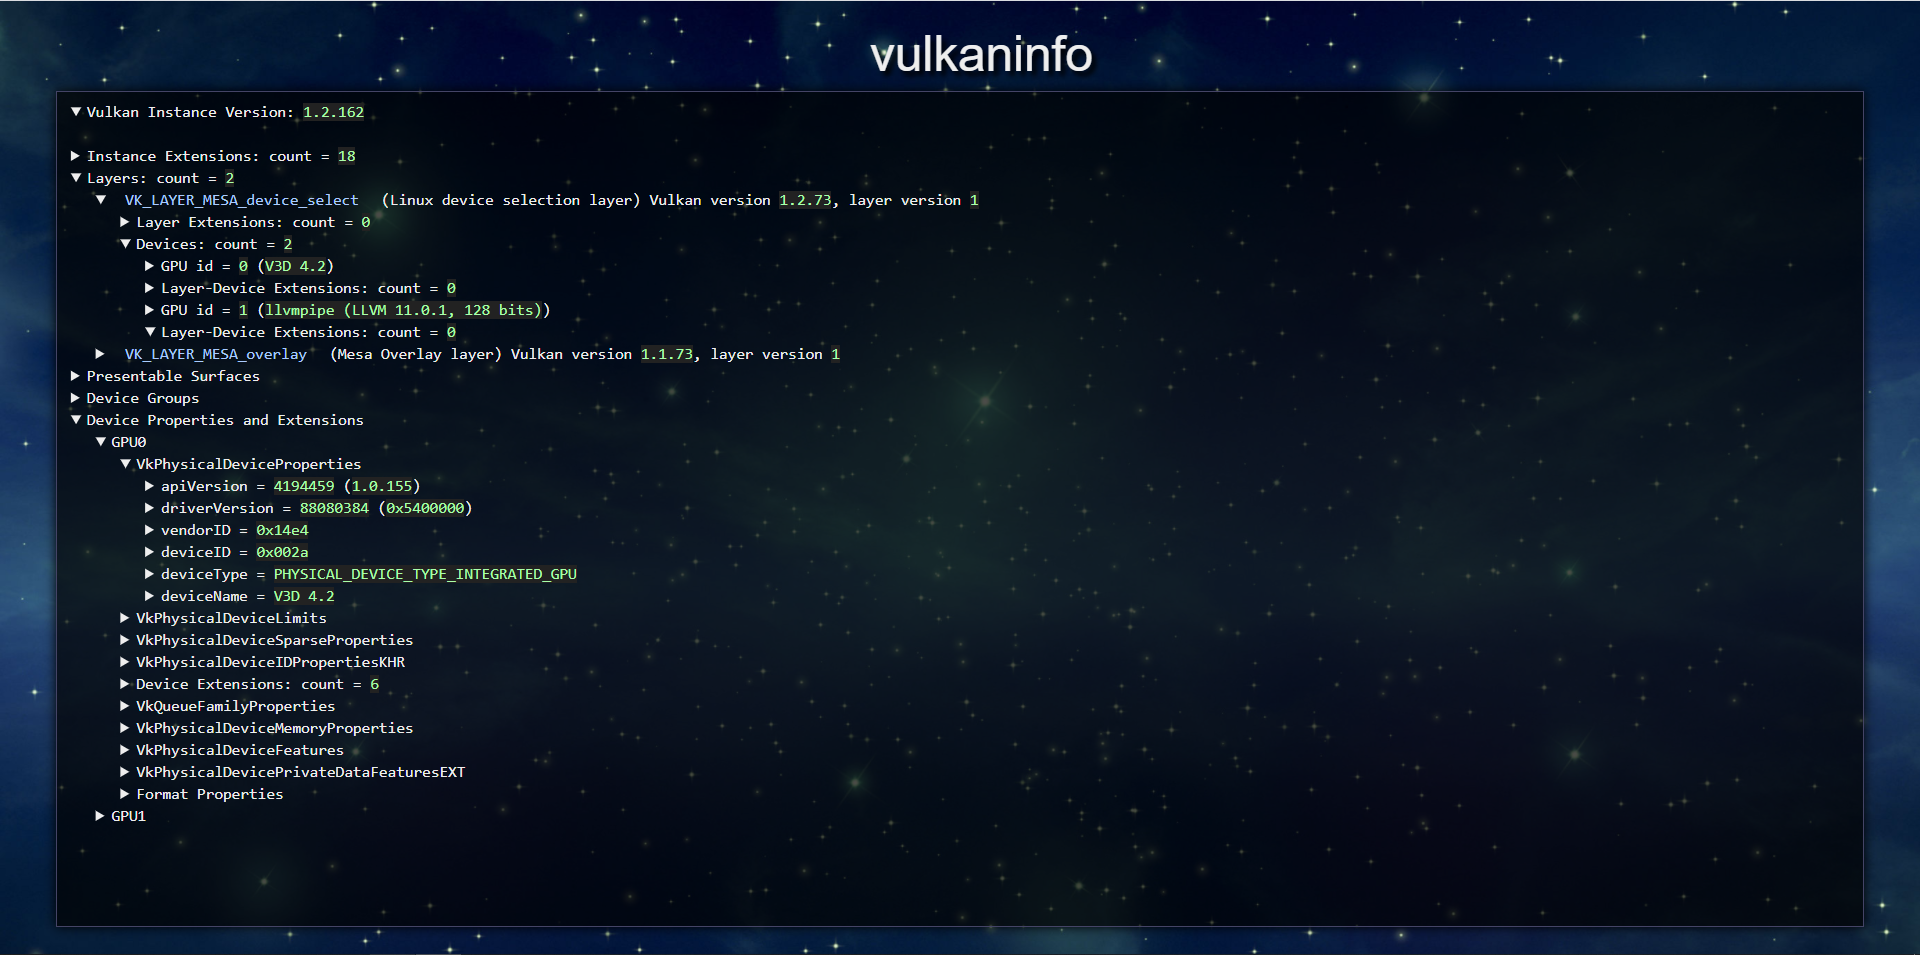 vulkaninfo
Vulkan Instance Version: 1.2.162
Instance Extensions: count = 18
Layers: count = 2
VK_LAYER_MESA_device_select (Linux device selection layer) Vulkan version 1.2.73, layer version 1
Layer Extensions: count = 0
Devices: count = 2
GPU id = 0 (V3D 4.2)
Layer-Device Extensions: count = 0
GPU id = 1 (llvmpipe (LLVM 11.0.1, 128 bits))
Layer-Device Extensions: count = 0
VK_LAYER_MESA_overlay (Mesa Overlay layer) Vulkan version 1.1.73, layer version 1
Presentable Surfaces
Device Groups
Device Properties and Extensions
GPU0
VkPhysicalDeviceProperties
apiVersion = 4194459 (1.0.155)
driverVersion = 88080384 (0x5400000)
vendorID = 0x14e4
deviceID = 0x002a
deviceType = PHYSICAL_DEVICE_TYPE_INTEGRATED_GPU
deviceName = V3D 4.2
VkPhysicalDeviceLimits
VkPhysicalDeviceSparseProperties
VkPhysicalDeviceIDPropertiesKHR
Device Extensions: count = 6
VkQueueFamilyProperties
VkPhysicalDeviceMemoryProperties
VkPhysicalDeviceFeatures
VkPhysicalDevicePrivateDataFeaturesEXT
Format Properties
GPU1